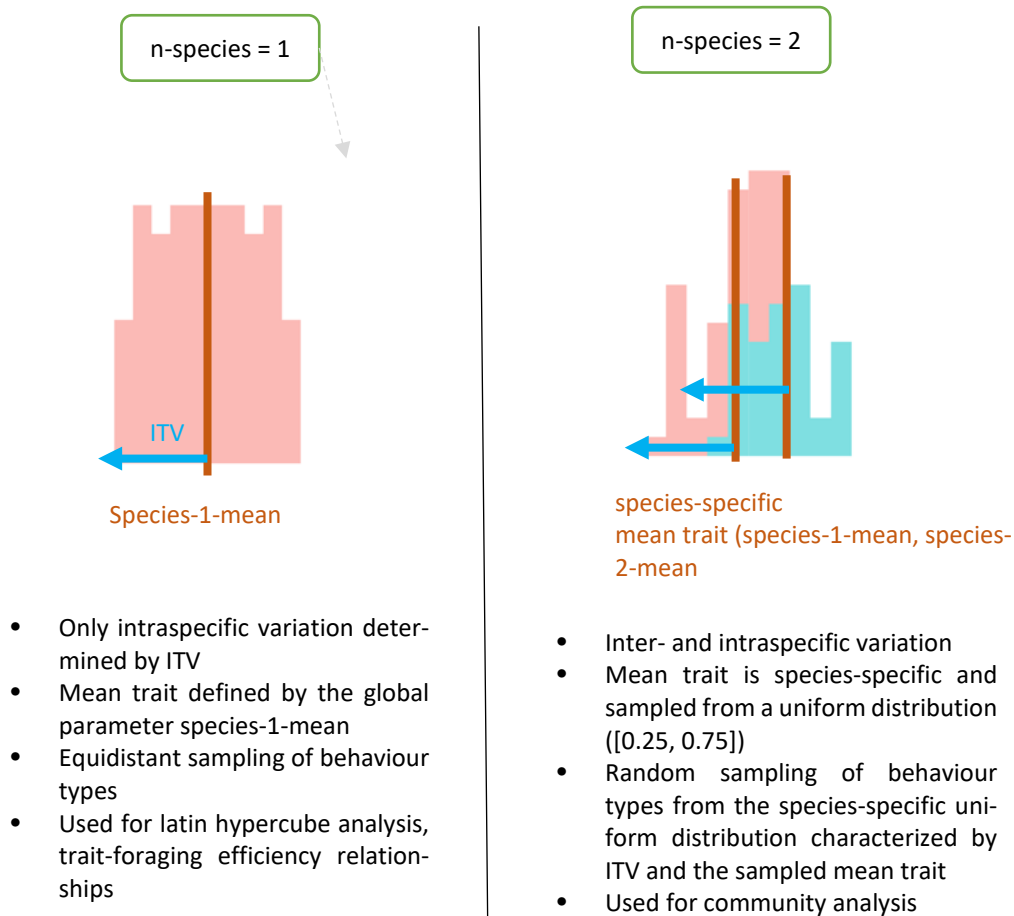 n-species = 1
ITV
Species-1-mean
• Only intraspecific variation deter-
mined by ITV
• Mean trait defined by the global
parameter species-1-mean
• Equidistant sampling of behaviour
types
• Used for latin hypercube analysis,
trait-foraging efficiency relation-
ships
n-species = 2
species-specific
mean trait (species-1-mean, species-
2-mean
• Inter- and intraspecific variation
• Mean trait is species-specific and
sampled from a uniform distribution
([0.25, 0.75])
• Random sampling of behaviour
types from the species-specific uni-
form distribution characterized by
ITV and the sampled mean trait
• Used for community analysis